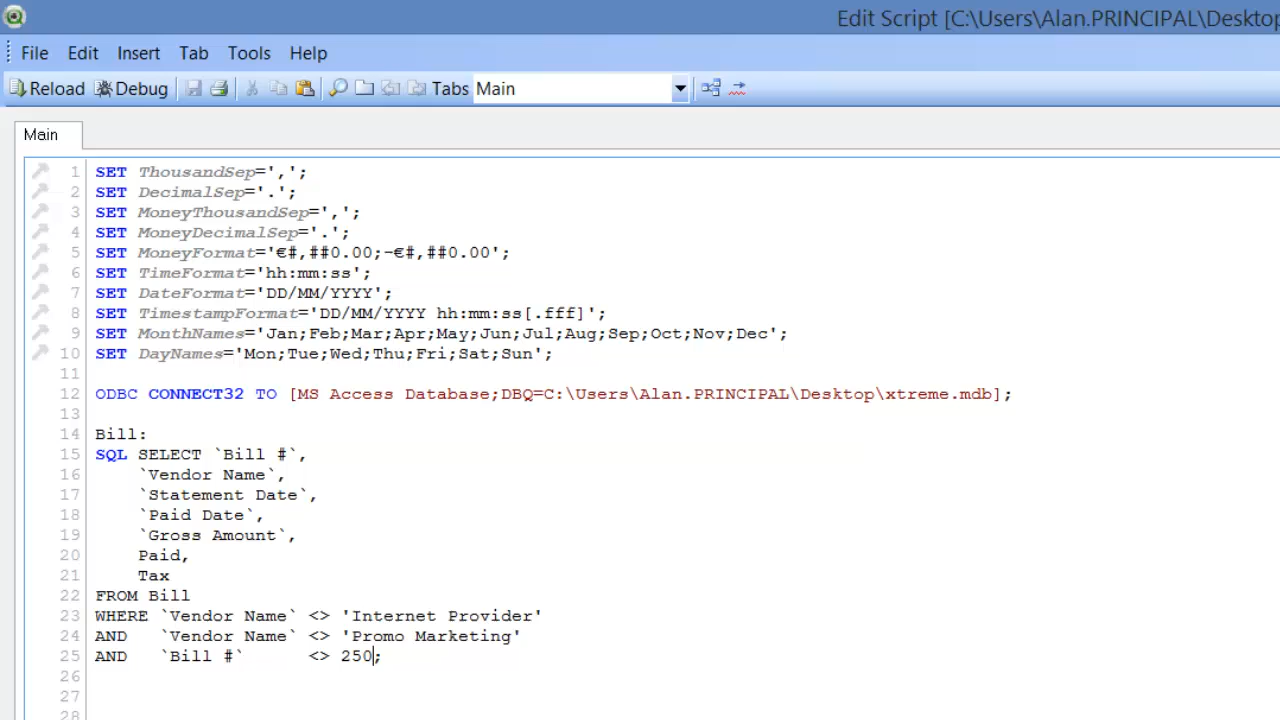 Edit Script [C:\Users\Alan.PRINCIPAL\Desktop
File Edit Insert Tab Tools Help
Reload Debug Tabs Main
Main
1 SET ThousandSep=',';
2 SET DecimalSep='.';
3 SET MoneyThousandSep=',';
4 SET MoneyDecimalSep='.';
5 SET MoneyFormat='€#,##0.00;-€#,##0.00';
6 SET TimeFormat='hh:mm:ss';
7 SET DateFormat='DD/MM/YYYY';
8 SET TimestampFormat='DD/MM/YYYY hh:mm:ss[.fff]';
9 SET MonthNames='Jan;Feb;Mar;Apr;May;Jun;Jul;Aug;Sep;Oct;Nov;Dec';
10 SET DayNames='Mon;Tue;Wed;Thu;Fri;Sat;Sun';
11
12 ODBC CONNECT32 TO [MS Access Database;DBQ=C:\Users\Alan.PRINCIPAL\Desktop\xtreme.mdb];
13
14 Bill:
15 SQL SELECT `Bill #`,
16 `Vendor Name`,
17 `Statement Date`,
18 `Paid Date`,
19 `Gross Amount`,
20 Paid,
21 Tax
22 FROM Bill
23 WHERE `Vendor Name` <> 'Internet Provider'
24 AND `Vendor Name` <> 'Promo Marketing'
25 AND `Bill #` <> 250;
26
27
28